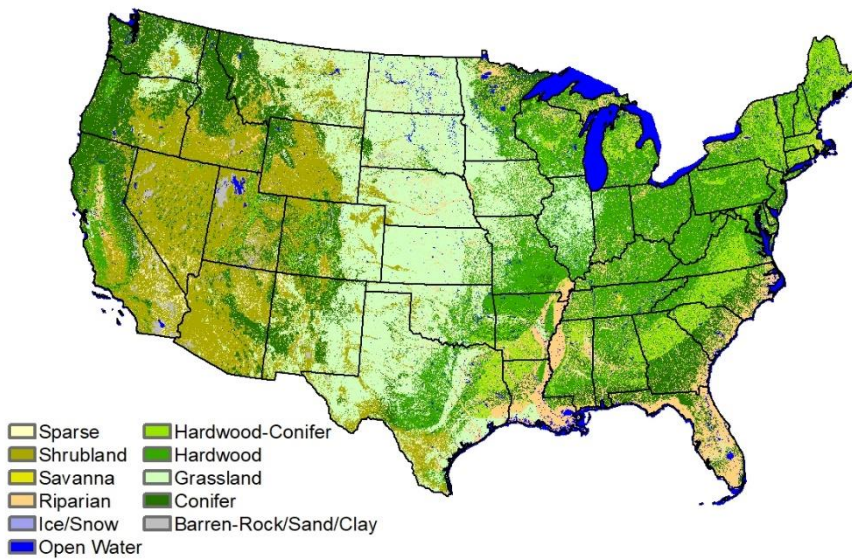 Sparse
Shrubland
Savanna
Riparian
Ice/Snow
Open Water
Hardwood-Conifer
Hardwood
Grassland
Conifer
Barren-Rock/Sand/Clay